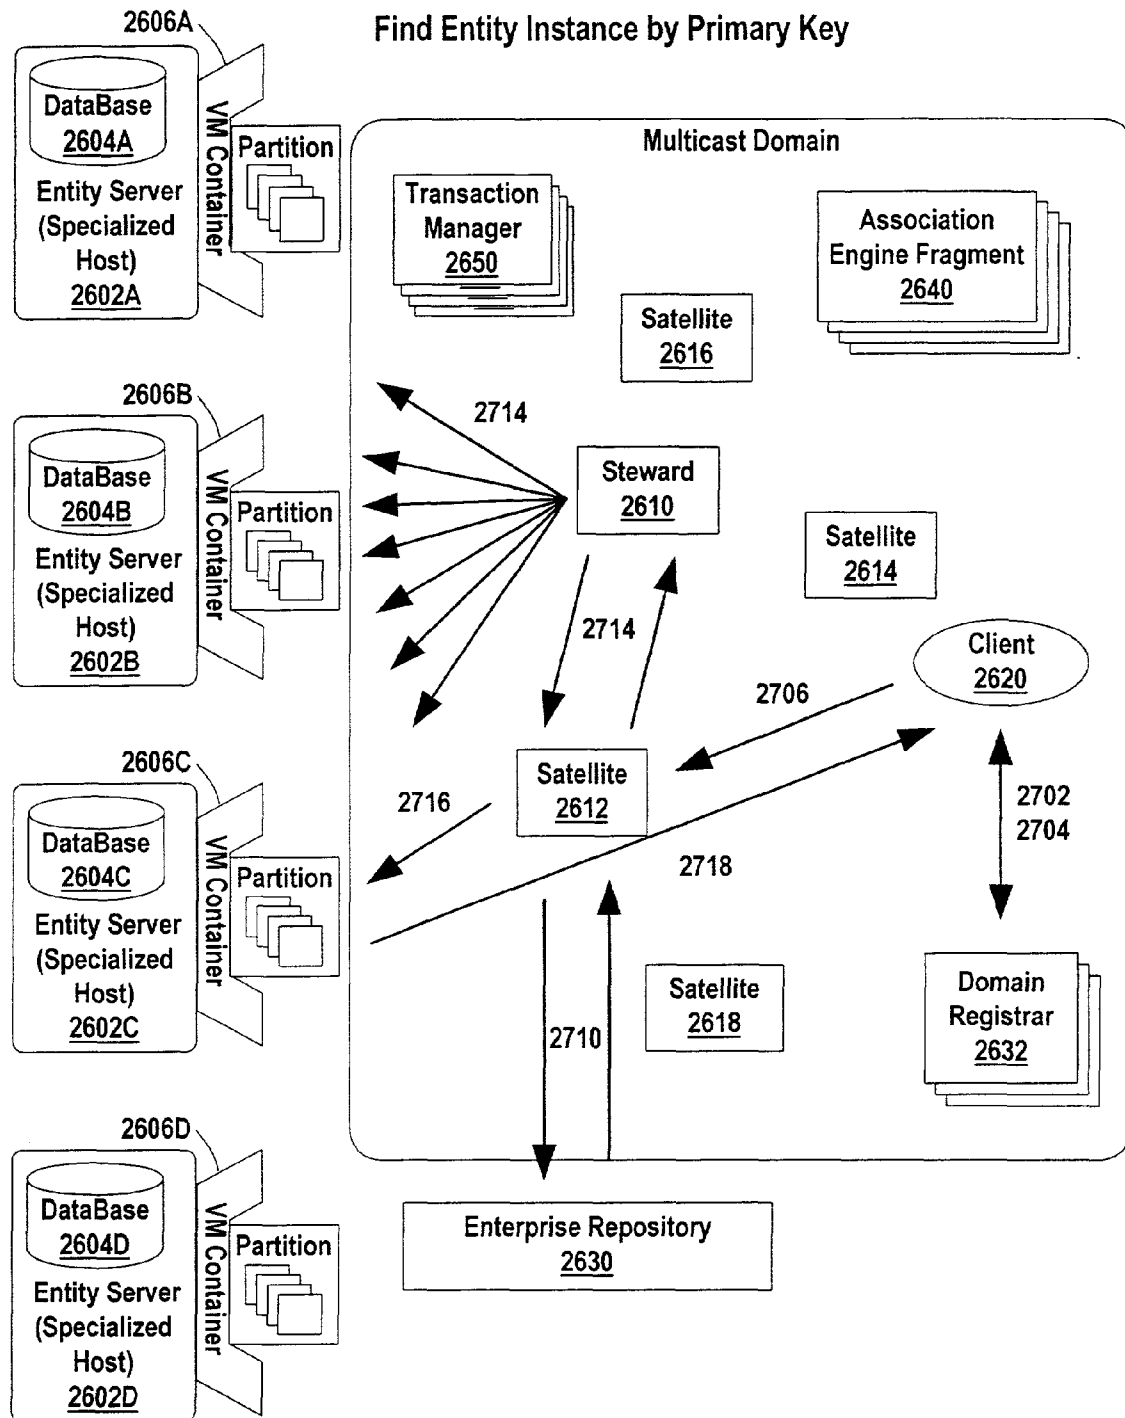 Find Entity Instance by Primary Key
2606A
DataBase
2604A
Entity Server
(Specialized
Host)
2602A
VM Container
Partition
2606B
DataBase
2604B
Entity Server
(Specialized
Host)
2602B
VM Container
Partition
2606C
DataBase
2604C
Entity Server
(Specialized
Host)
2602C
VM Container
Partition
2606D
DataBase
2604D
Entity Server
(Specialized
Host)
2602D
VM Container
Partition
Multicast Domain
Transaction
Manager
2650
Association
Engine Fragment
2640
Satellite
2616
2714
Steward
2610
Satellite
2614
2714
Client
2620
2706
Satellite
2612
2716
2702
2704
2718
Satellite
2618
2710
Domain
Registrar
2632
Enterprise Repository
2630